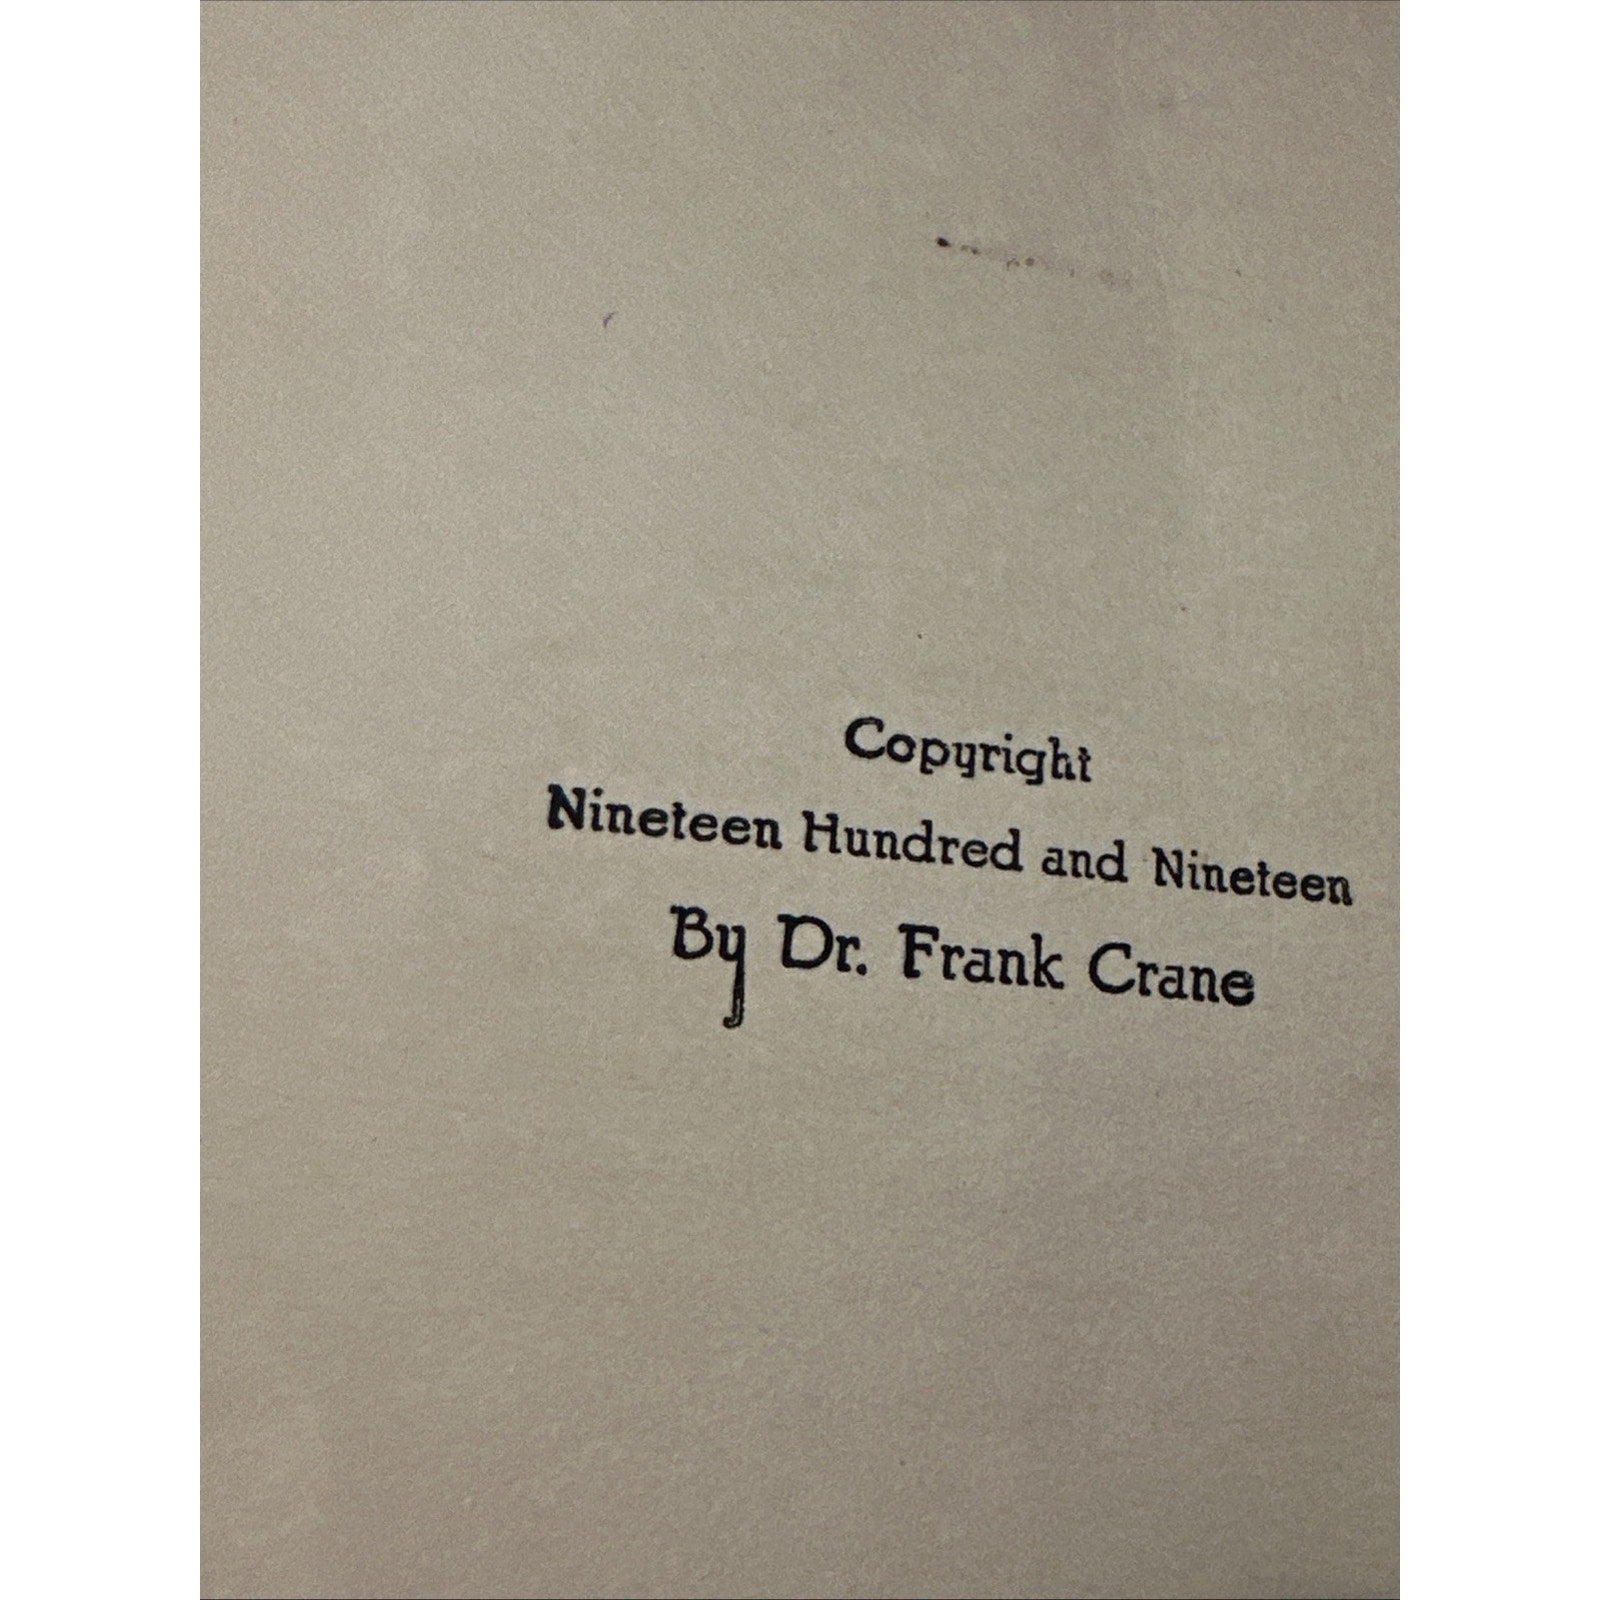 Copyright
Nineteen Hundred and Nineteen
By Dr. Frank Crane